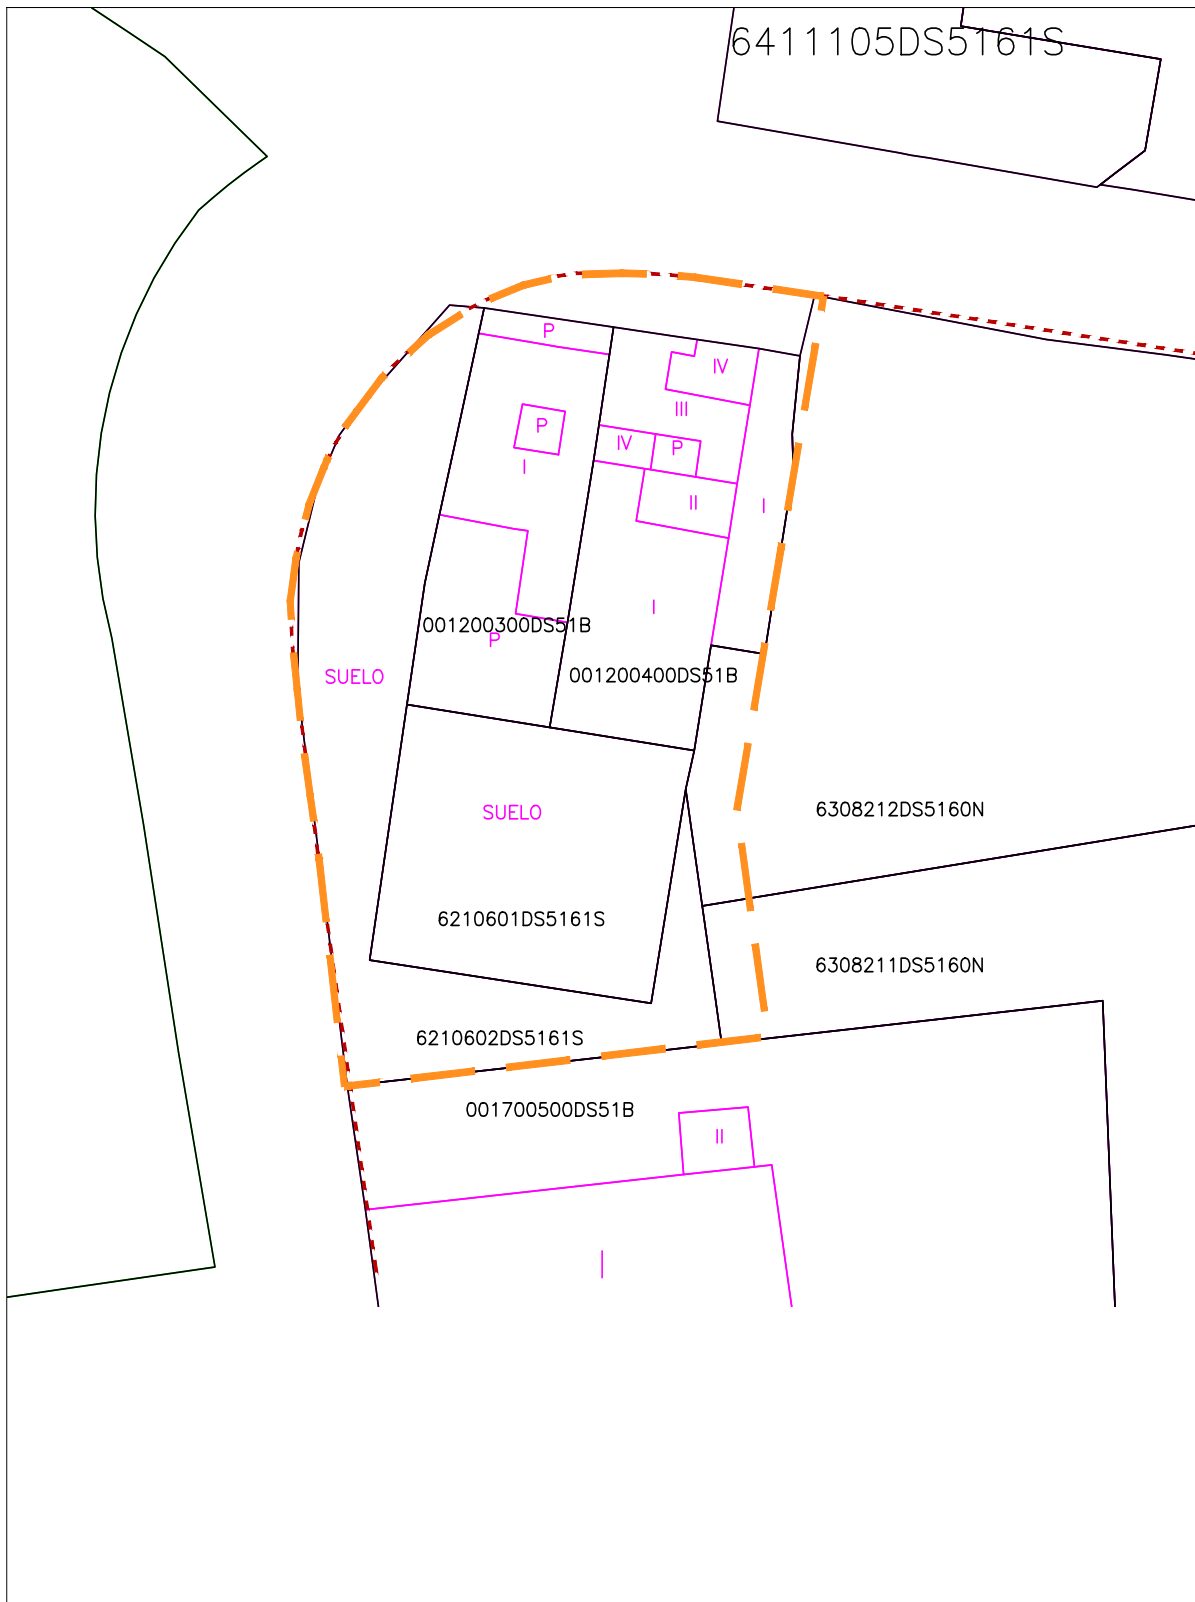 6411105DS5161S
P
IV
III
P
IV
P
I
II
I
I
001200300DS51B
P
001200400DS51B
SUELO
6308212DS5160N
SUELO
6210601DS5161S
6308211DS5160N
6210602DS5161S
001700500DS51B
II
I